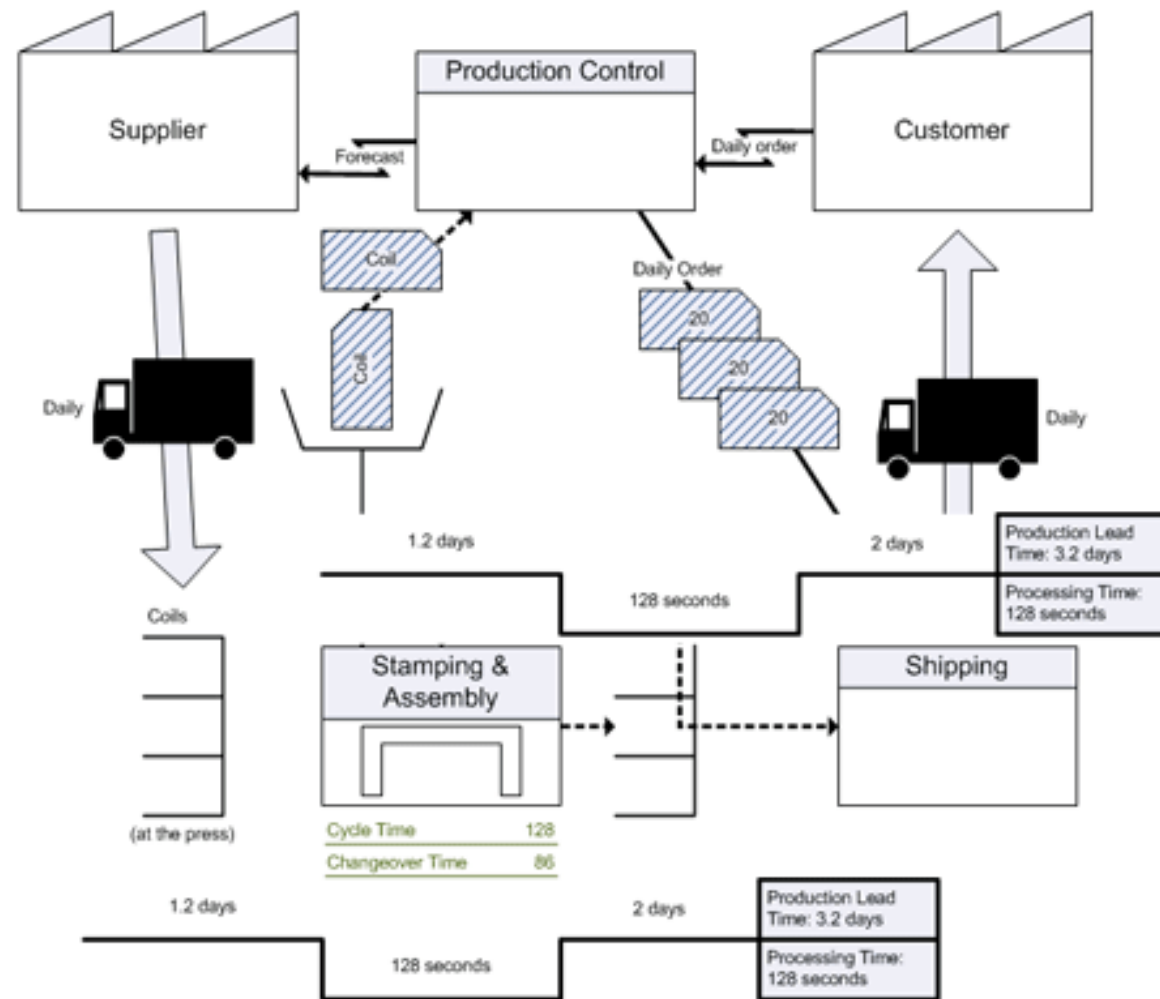 Production Control
Supplier
Customer
Forecast
Daily order
Coil
Coil
Daily Order
20
20
20
Daily
Daily
1.2 days
2 days
Production Lead
Time: 3.2 days
128 seconds
Processing Time:
128 seconds
Coils
Stamping &
Assembly
Shipping
(at the press)
Cycle Time 128
Changeover Time 86
1.2 days
2 days
Production Lead
Time: 3.2 days
128 seconds
Processing Time:
128 seconds